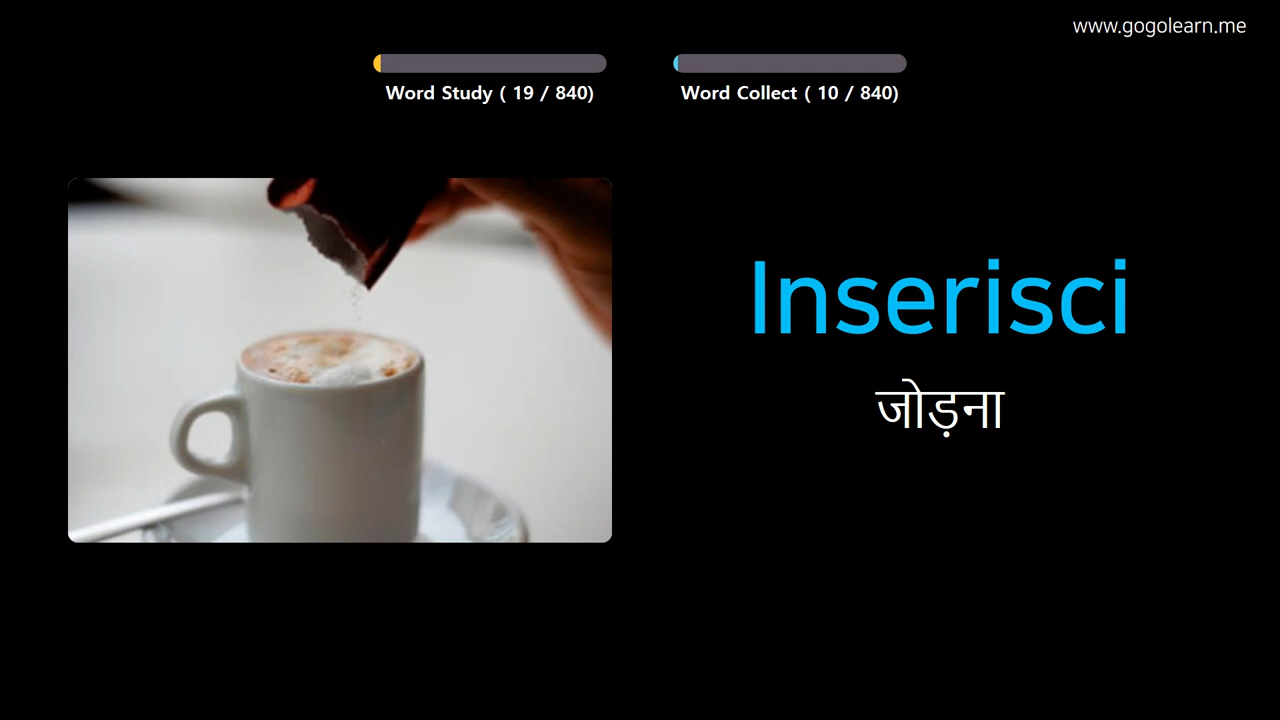 www.gogolearn.me
Word Study ( 19 / 840)
Word Collect ( 10 / 840)
Inserisci
जोड़ना